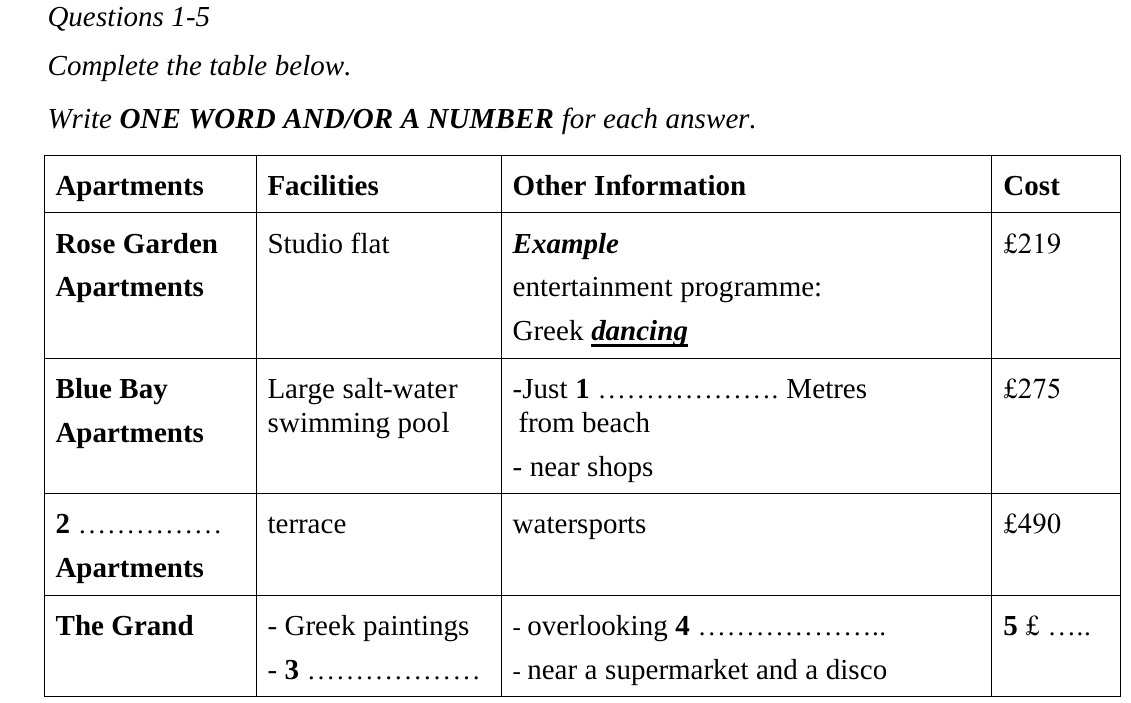 Questions 1-5
Complete the table below.
Write ONE WORD AND/OR A NUMBER for each answer.
Apartments Facilities Other Information Cost
Rose Garden Apartments Studio flat Example £219
entertainment programme:
Greek dancing
Blue Bay Apartments Large salt-water swimming pool -Just 1 ………………. Metres from beach £275
- near shops
2 …………… Apartments terrace watersports £490
The Grand - Greek paintings - overlooking 4 ……………….. 5 £ …..
- 3 ……………… - near a supermarket and a disco